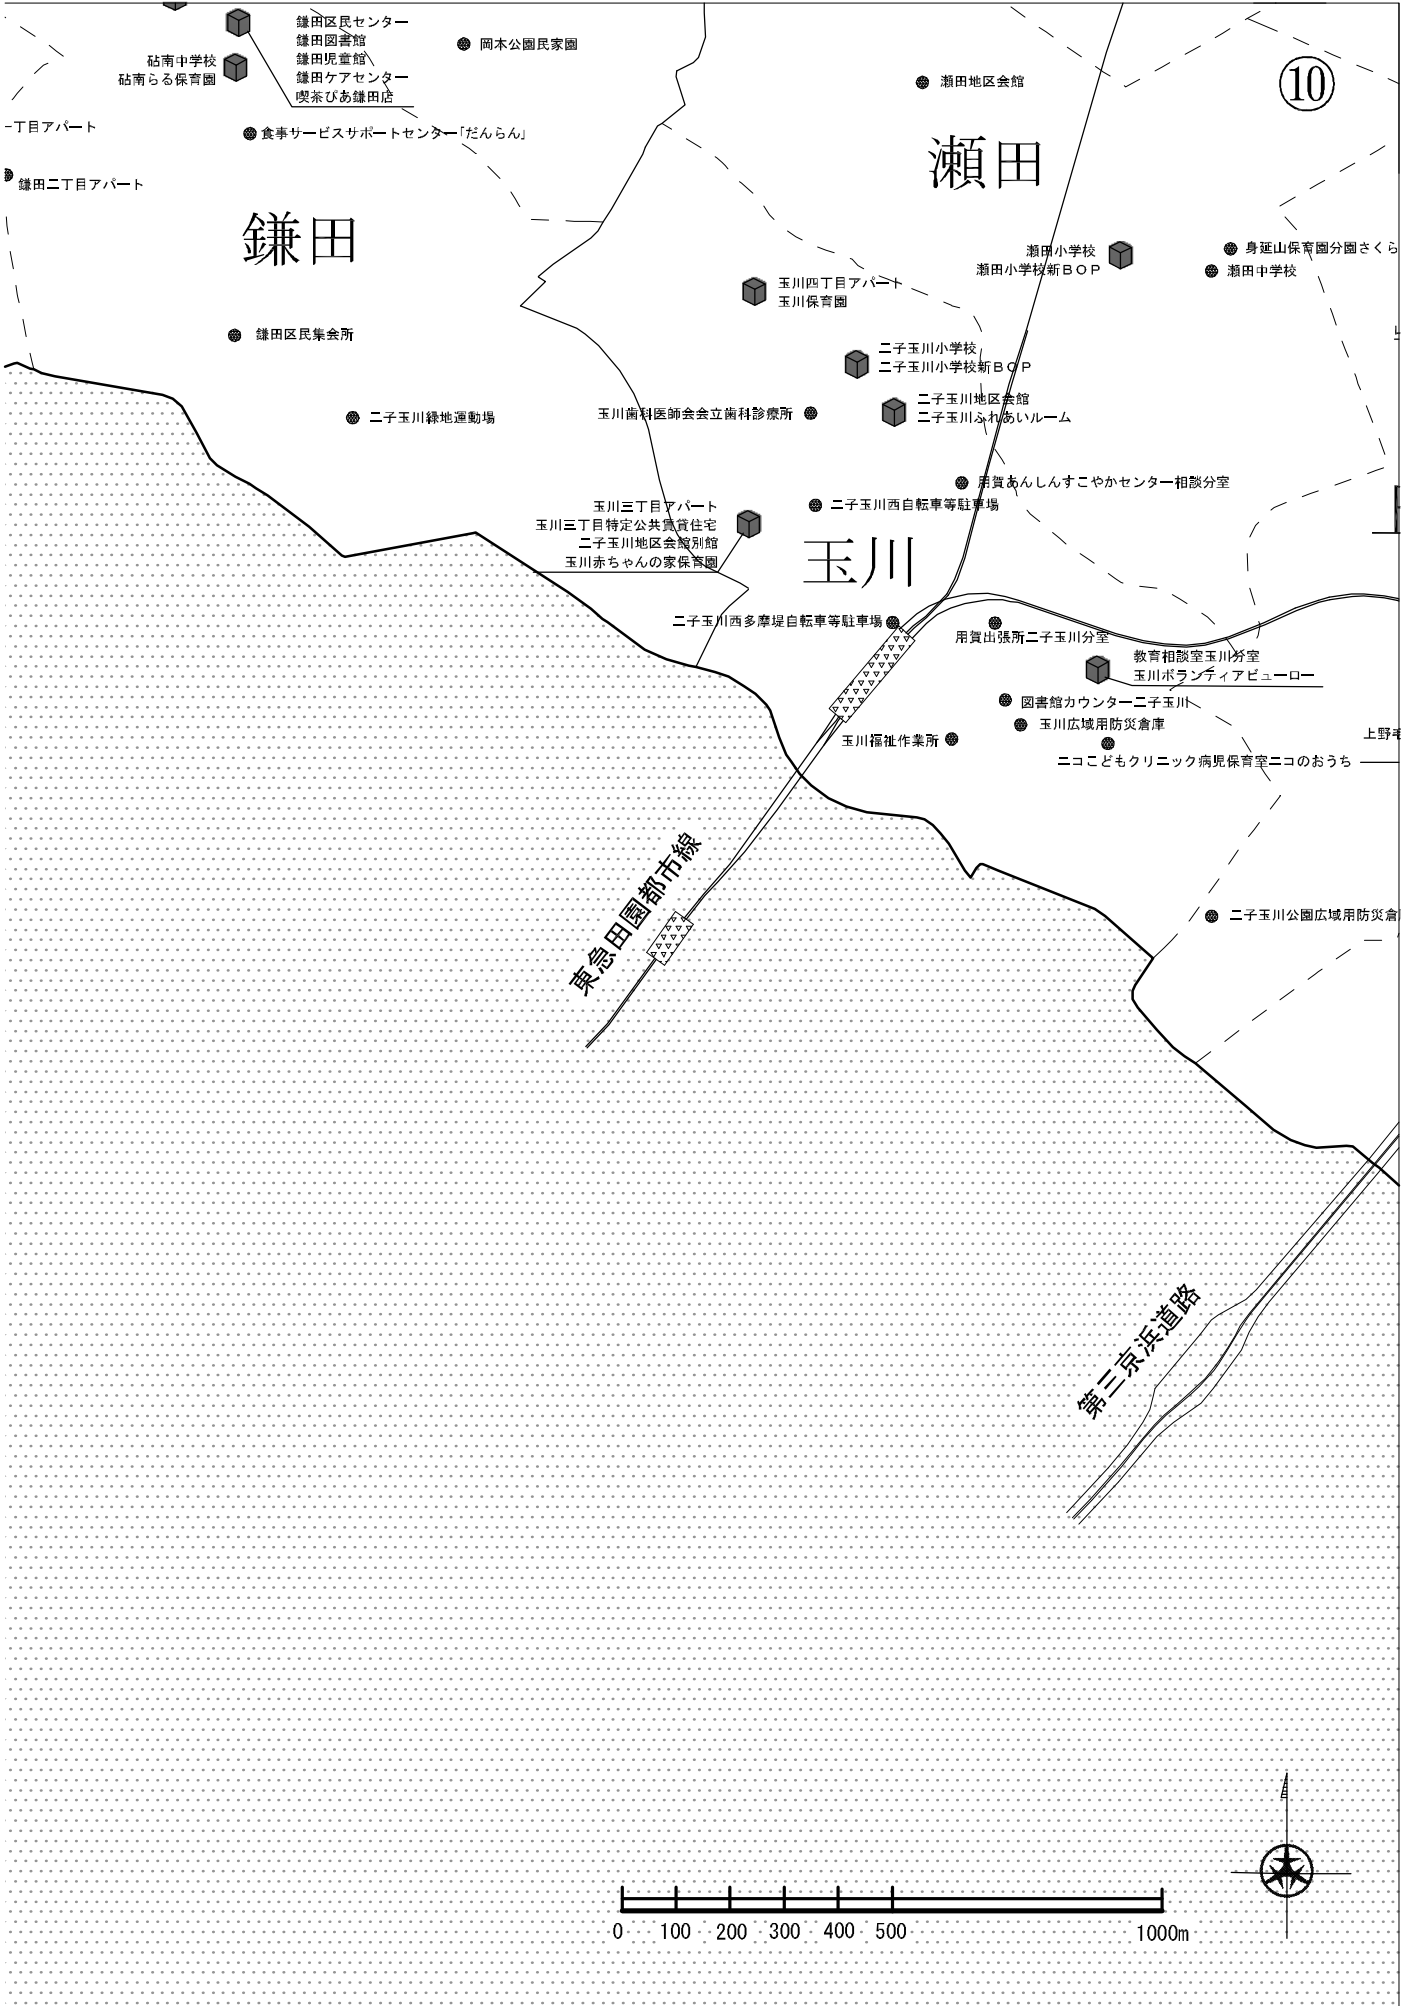 鎌田区民センター
鎌田図書館
鎌田児童館
鎌田ケアセンター
喫茶ぴあ鎌田店
砧南中学校
砧南らる保育園
岡本公園民家園
瀬田地区会館
⑩
一丁目アパート
食事サービスサポートセンター「だんらん」
鎌田二丁目アパート
瀬田
鎌田
瀬田小学校
瀬田小学校新BOP
身延山保育園分園さくら
瀬田中学校
玉川四丁目アパート
玉川保育園
鎌田区民集会所
二子玉川小学校
二子玉川小学校新BOP
二子玉川緑地運動場
玉川歯科医師会会立歯科診療所
二子玉川地区会館
二子玉川ふれあいルーム
用賀あんしんすこやかセンター相談分室
二子玉川西自転車等駐車場
玉川三丁目アパート
玉川三丁目特定公共賃貸住宅
二子玉川地区会館別館
玉川赤ちゃんの家保育園
玉川
二子玉川西多摩堤自転車等駐車場
用賀出張所二子玉川分室
教育相談室玉川分室
玉川ボランティアビューロー
図書館カウンター二子玉川
玉川広域用防災倉庫
玉川福祉作業所
上野毛
ニコこどもクリニック病児保育室ニコのおうち
東急田園都市線
二子玉川公園広域用防災倉
第三京浜道路
0 100 200 300 400 500 1000m